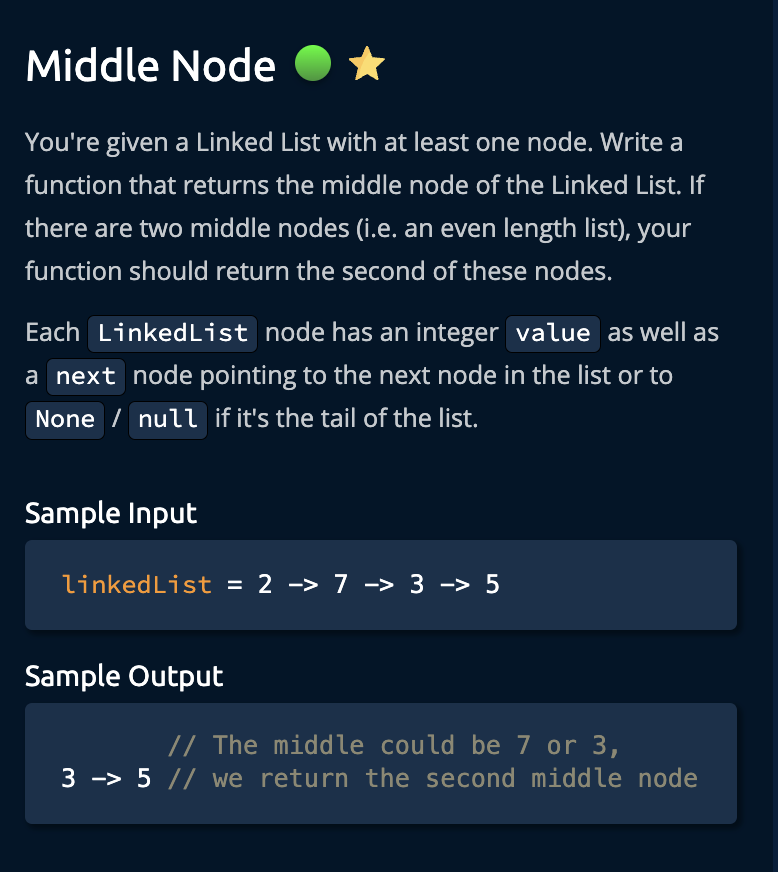 Middle Node
You're given a Linked List with at least one node. Write a
function that returns the middle node of the Linked List. If
there are two middle nodes (i.e. an even length list), your
function should return the second of these nodes.
Each LinkedList node has an integer value as well as
a next node pointing to the next node in the list or to
None / null if it's the tail of the list.
Sample Input
linkedList = 2 -> 7 -> 3 -> 5
Sample Output
// The middle could be 7 or 3,
3 -> 5 // we return the second middle node